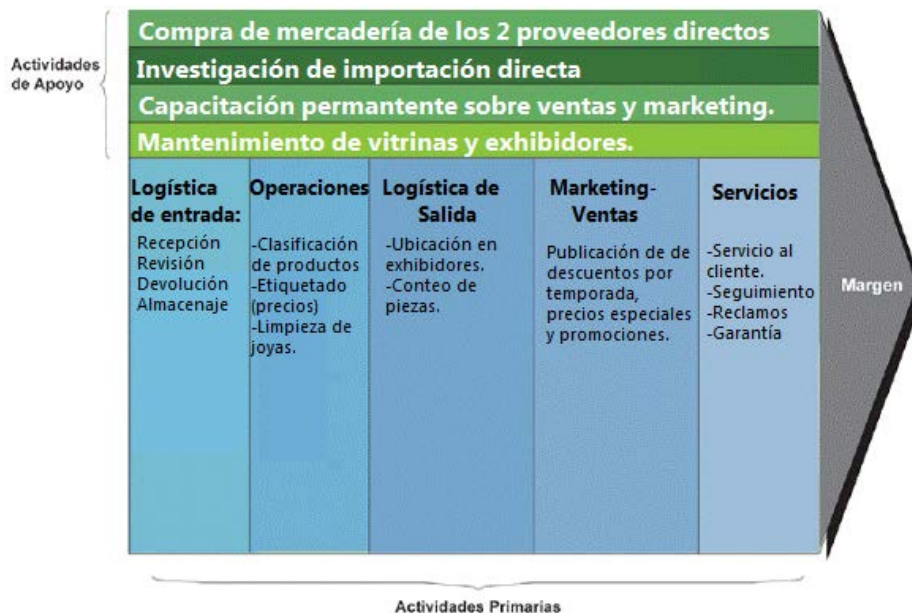 Compra de mercadería de los 2 proveedores directos
Actividades
de Apoyo
Investigación de importación directa
Capacitación permantente sobre ventas y marketing.
Mantenimiento de vitrinas y exhibidores.
Logística
de entrada:
Recepción
Revisión
Devolución
Almacenaje
Operaciones
-Clasificación
de productos
-Etiquetado
(precios)
-Limpieza de
joyas.
Logística de
Salida
-Ubicación en
exhibidores.
-Conteo de
piezas.
Marketing-
Ventas
Publicación de de
descuentos por
temporada,
precios especiales
y promociones.
Servicios
-Servicio al
cliente.
-Seguimiento
-Reclamos
-Garantía
Margen
Actividades Primarias